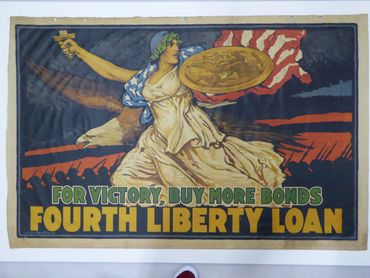 FOR VICTORY, BUY MORE BONDS
FOURTH LIBERTY LOAN